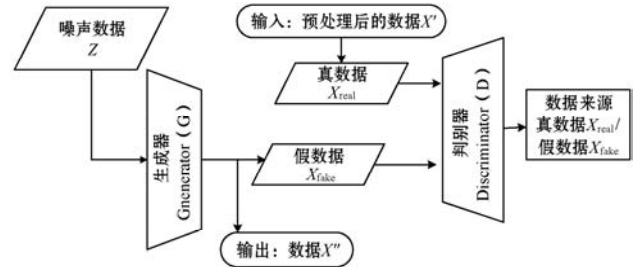 噪声数据
Z
输入：预处理后的数据X′
真数据
Xreal
生成器
Gnenerator（G）
假数据
Xfake
输出：数据X″
判别器
Discriminator（D）
数据来源
真数据Xreal/
假数据Xfake